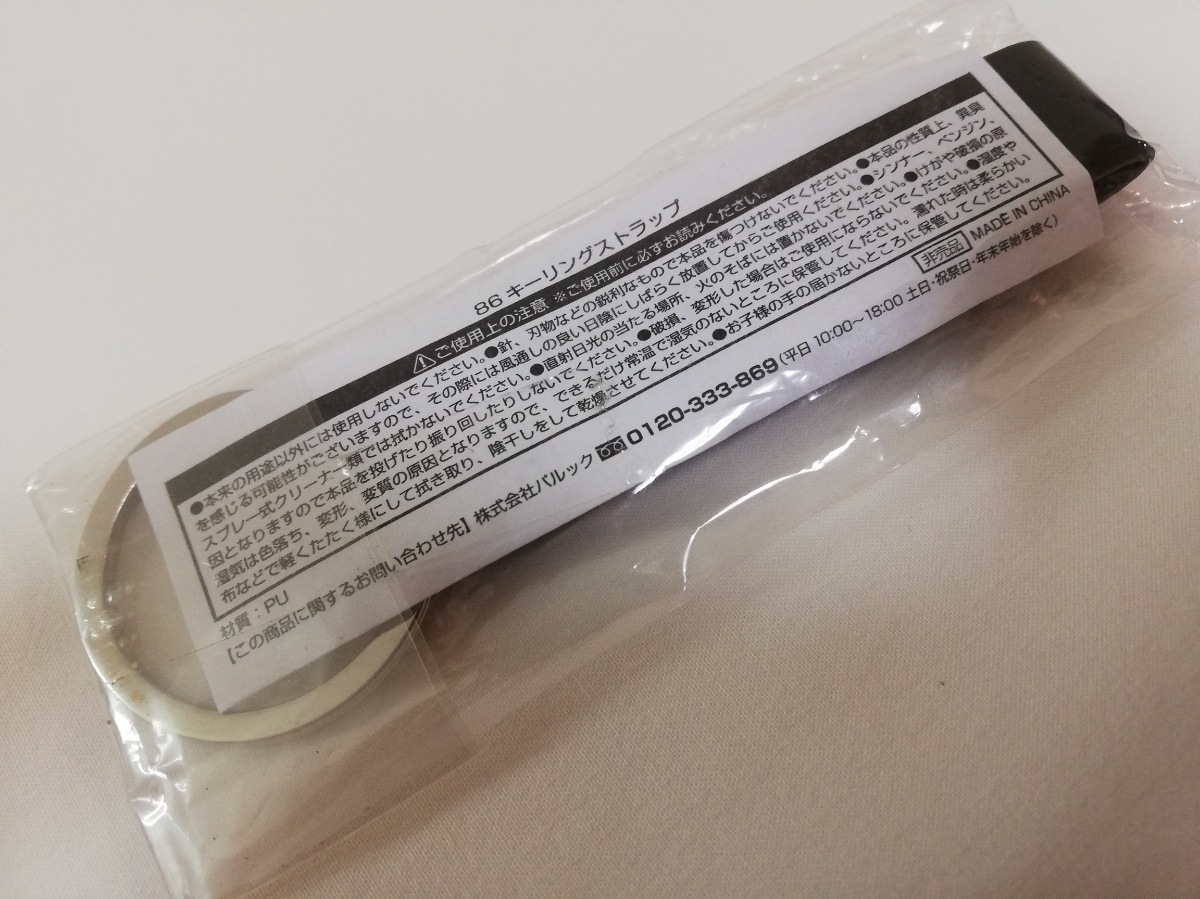 86キーリングストラップ
⚠ご使用上の注意 ※ご使用前に必ずお読みください。
●本来の用途以外には使用しないでください。●針、刃物などの鋭利なもので本品を傷つけないでください。●本品の性質上、異臭
を感じる可能性がございますので、その際には風通しの良い日陰にしばらく放置してからご使用ください。●シンナー、ベンジン、
スプレー式クリーナー類では拭かないでください。●直射日光の当たる場所、火のそばには置かないでください。●けがや破損の原
因となりますので本品を投げたり振り回したりしないでください。●破損、変形した場合はご使用にならないでください。●温度や
湿気は色落ち、変形、変質の原因となりますので、できるだけ常温で湿気のないところに保管してください。濡れた時は柔らかい
布などで軽くたたく様にして拭き取り、陰干しをして乾燥させてください。●お子様の手の届かないところに保管してください。
材質：PU
非売品 MADE IN CHINA
【この商品に関するお問い合わせ先】株式会社バルック 0120-333-869(平日 10:00〜18:00 土日・祝祭日・年末年始を除く)